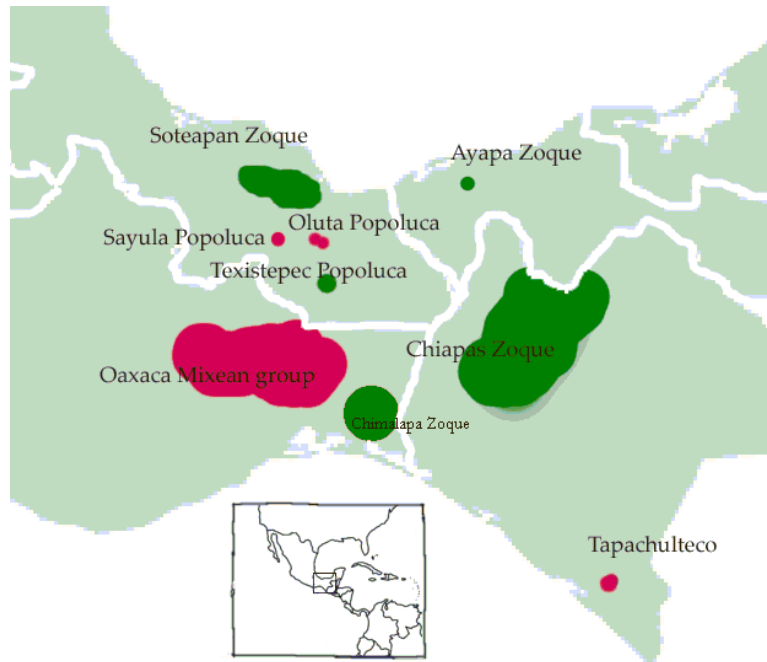 Soteapan Zoque
Ayapa Zoque
Oluta Popoluca
Sayula Popoluca
Texistepec Popoluca
Chiapas Zoque
Oaxaca Mixean group
Chimalapa Zoque
Tapachulteco